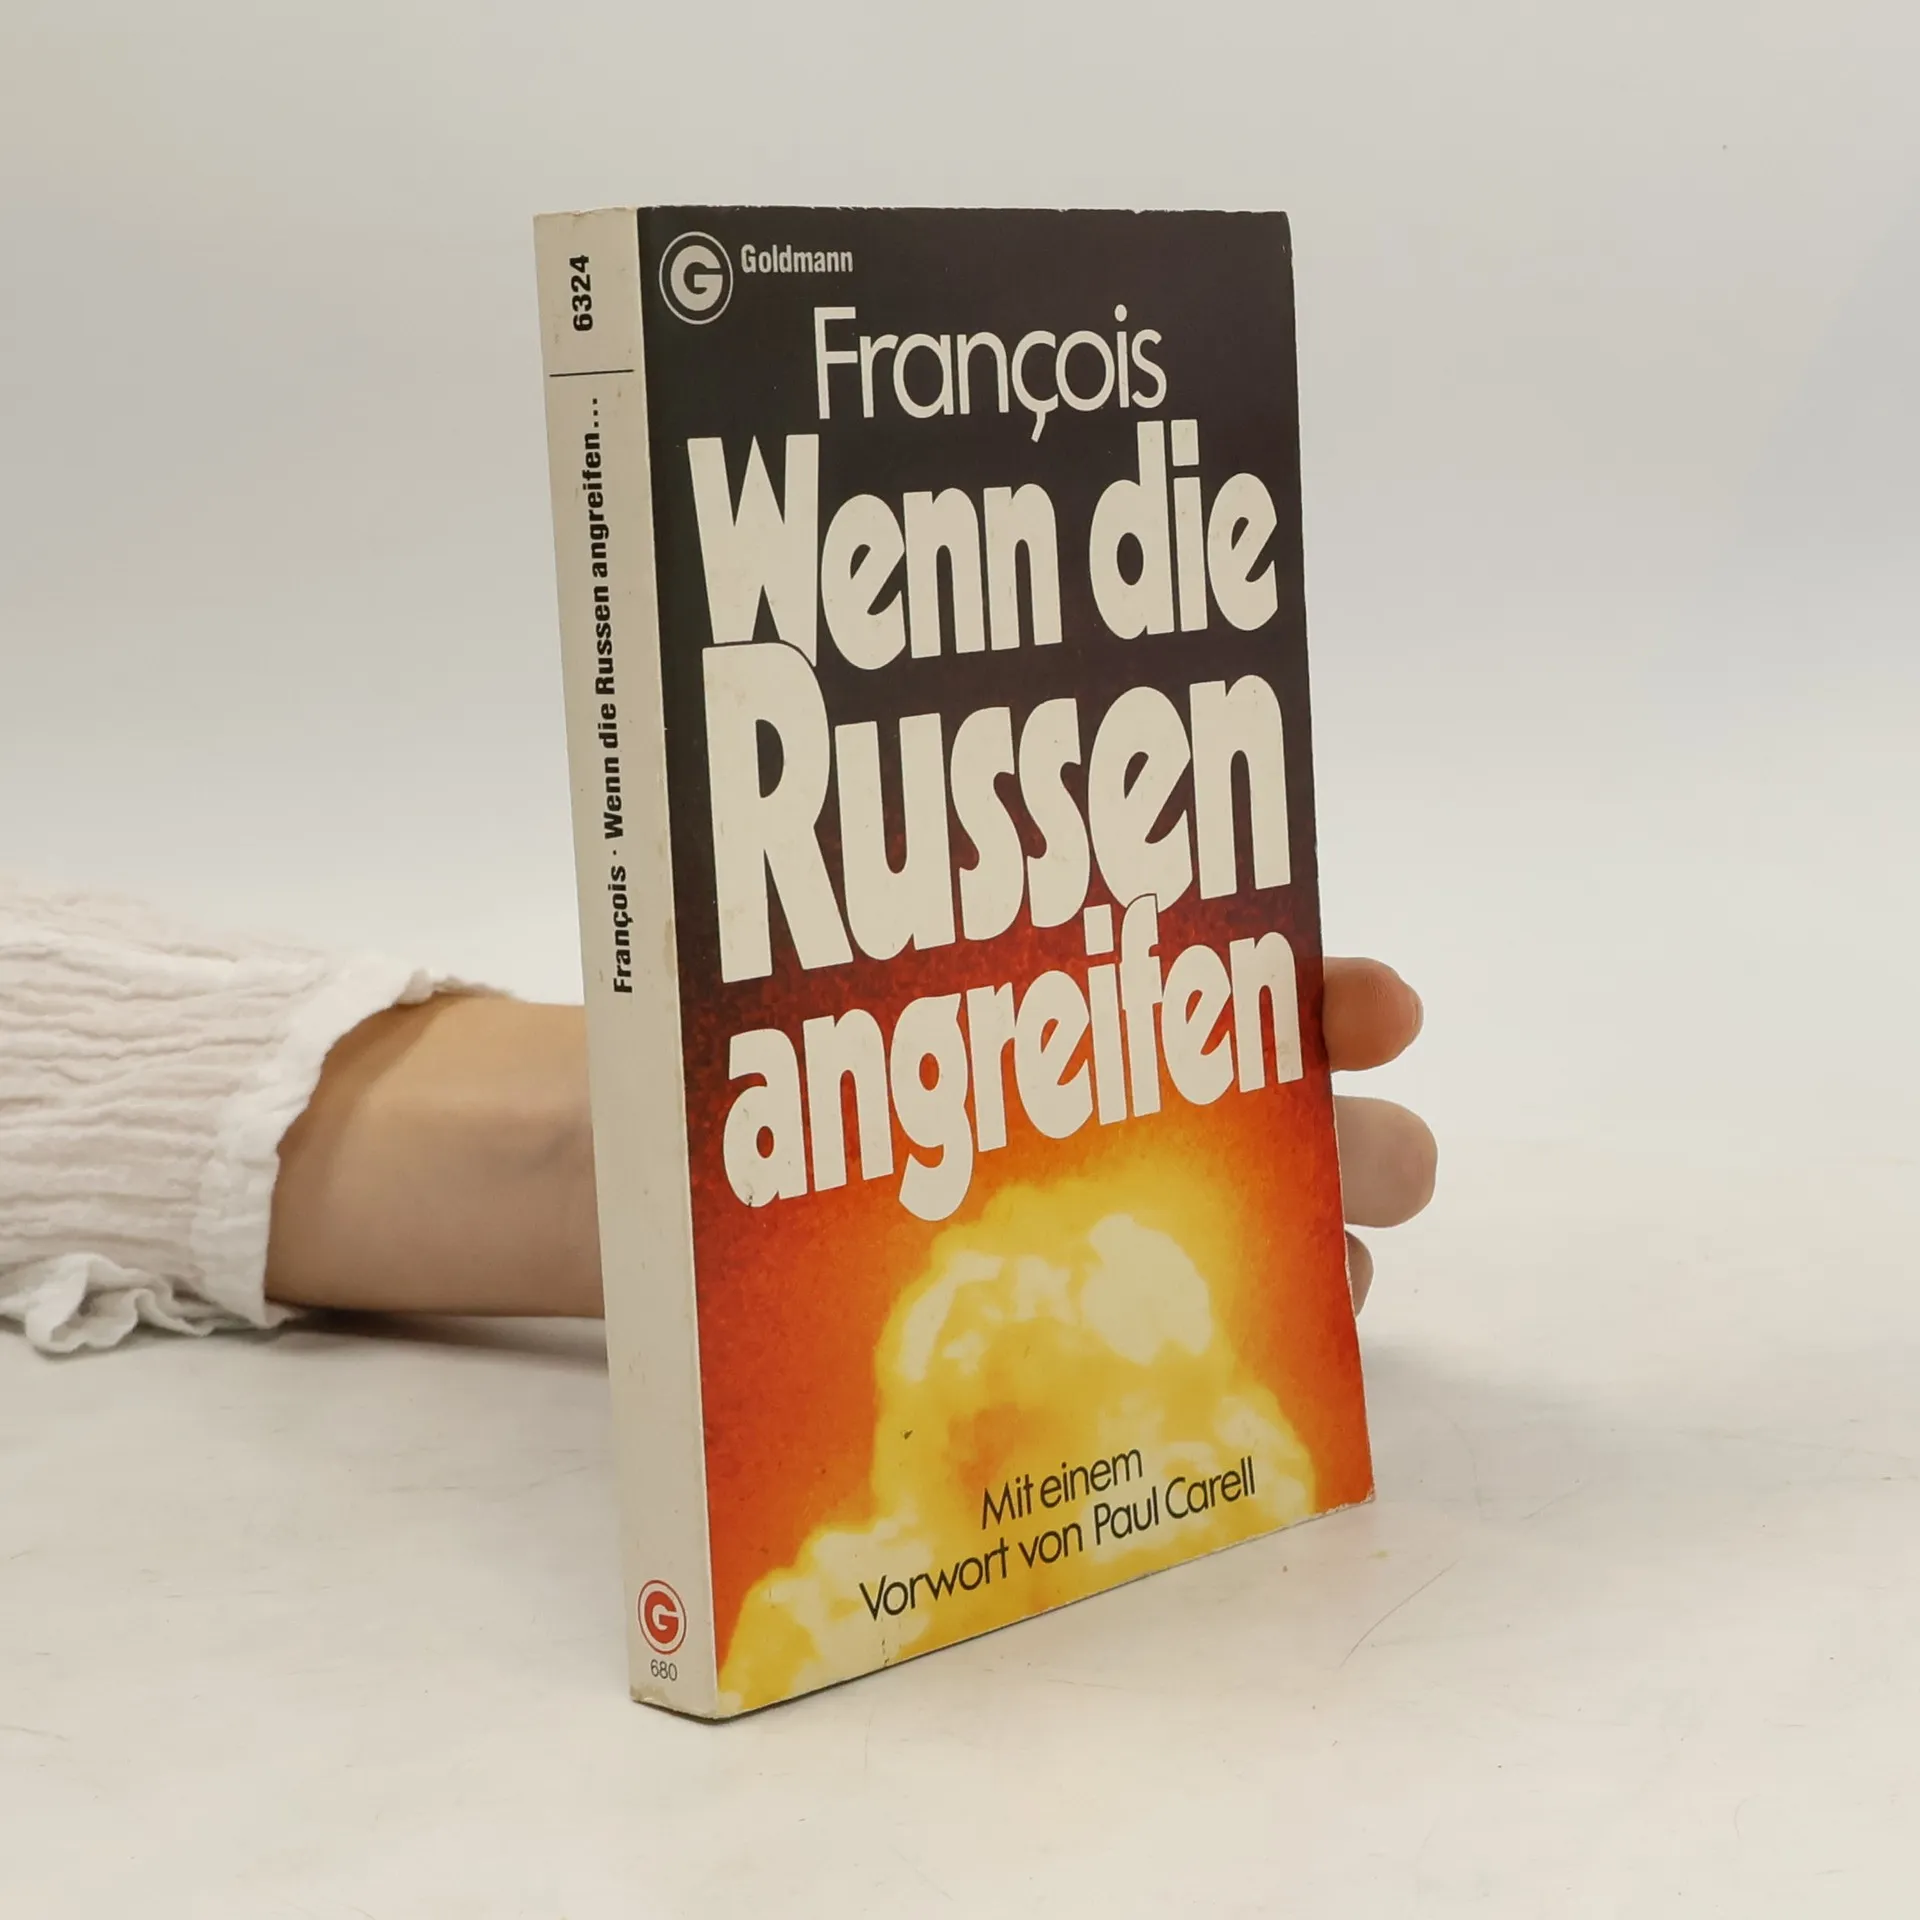 6324
François · Wenn die Russen angreifen...
G
680
G Goldmann
François
Wenn die
Russen
angreifen
Mit einem
Vorwort von Paul Carell